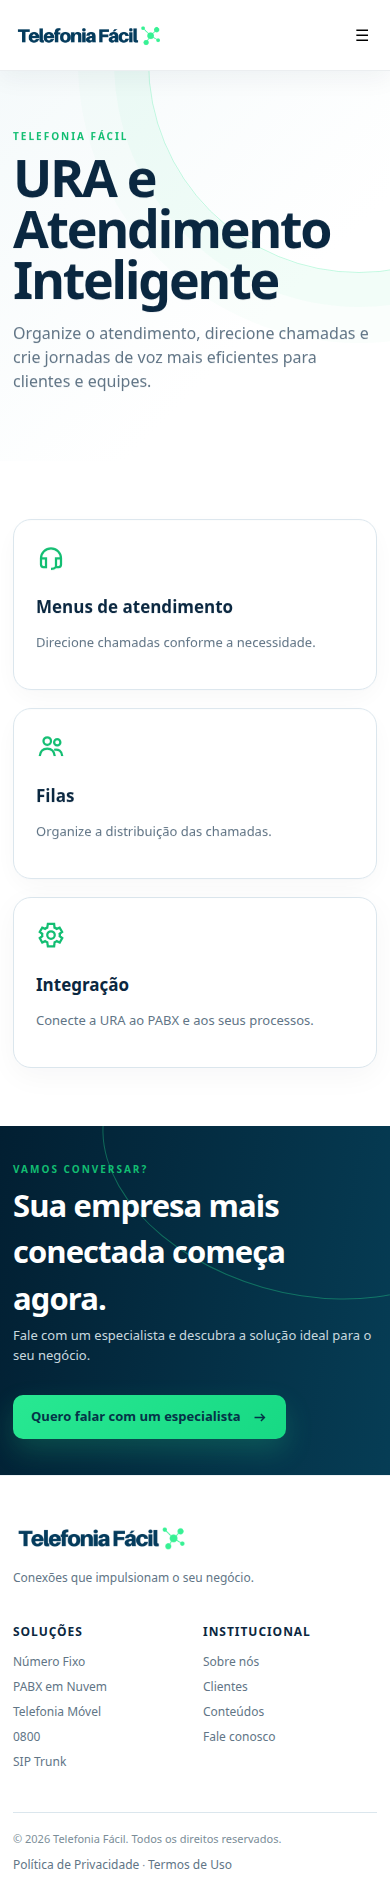 Telefonia Fácil
☰
TELEFONIA FÁCIL
URA e
Atendimento
Inteligente
Organize o atendimento, direcione chamadas e
crie jornadas de voz mais eficientes para
clientes e equipes.
Menus de atendimento
Direcione chamadas conforme a necessidade.
Filas
Organize a distribuição das chamadas.
Integração
Conecte a URA ao PABX e aos seus processos.
VAMOS CONVERSAR?
Sua empresa mais
conectada começa
agora.
Fale com um especialista e descubra a solução ideal para o
seu negócio.
Quero falar com um especialista →
Telefonia Fácil
Conexões que impulsionam o seu negócio.
SOLUÇÕES
Número Fixo
PABX em Nuvem
Telefonia Móvel
0800
SIP Trunk
INSTITUCIONAL
Sobre nós
Clientes
Conteúdos
Fale conosco
© 2026 Telefonia Fácil. Todos os direitos reservados.
Política de Privacidade · Termos de Uso